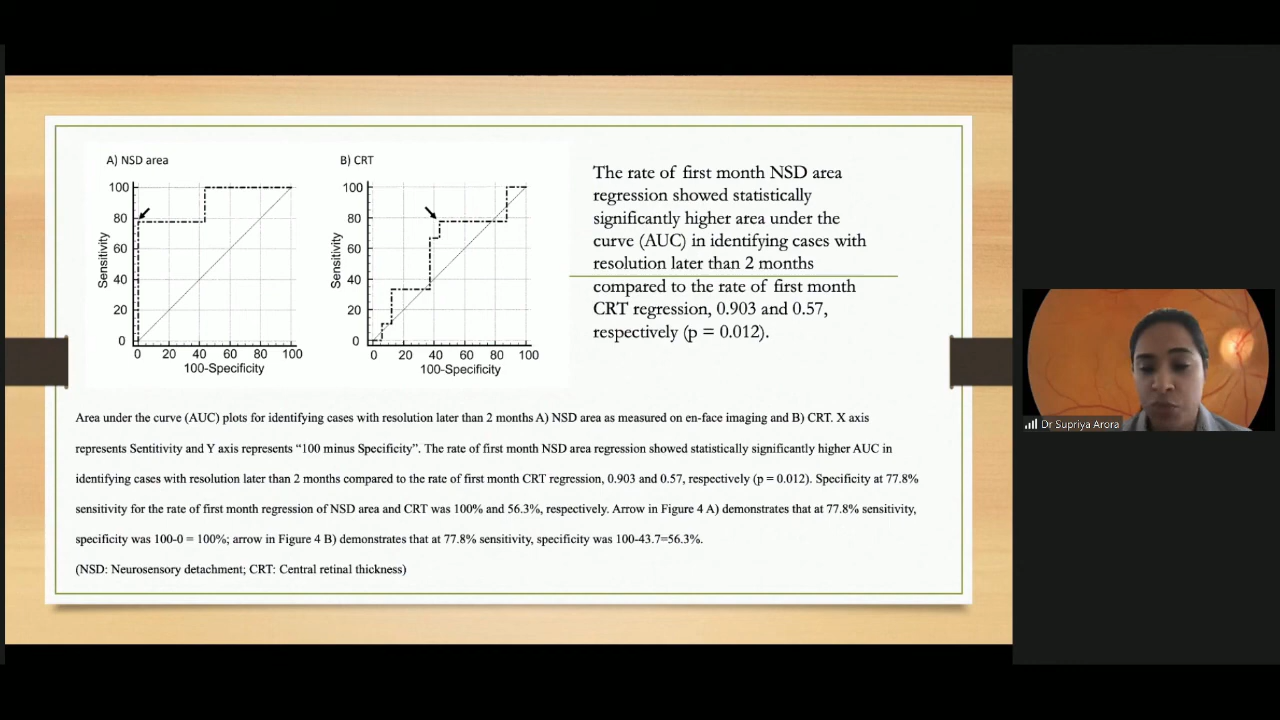 A) NSD area
100
80
60
40
20
0
Sensitivity
0 20 40 60 80 100
100-Specificity
B) CRT
100
80
60
40
20
0
Sensitivity
0 20 40 60 80 100
100-Specificity
The rate of first month NSD area
regression showed statistically
significantly higher area under the
curve (AUC) in identifying cases with
resolution later than 2 months
compared to the rate of first month
CRT regression, 0.903 and 0.57,
respectively (p = 0.012).
Area under the curve (AUC) plots for identifying cases with resolution later than 2 months A) NSD area as measured on en-face imaging and B) CRT. X axis
represents Sentitivity and Y axis represents “100 minus Specificity”. The rate of first month NSD area regression showed statistically significantly higher AUC in
identifying cases with resolution later than 2 months compared to the rate of first month CRT regression, 0.903 and 0.57, respectively (p = 0.012). Specificity at 77.8%
sensitivity for the rate of first month regression of NSD area and CRT was 100% and 56.3%, respectively. Arrow in Figure 4 A) demonstrates that at 77.8% sensitivity,
specificity was 100-0 = 100%; arrow in Figure 4 B) demonstrates that at 77.8% sensitivity, specificity was 100-43.7=56.3%.
(NSD: Neurosensory detachment; CRT: Central retinal thickness)
Dr Supriya Arora